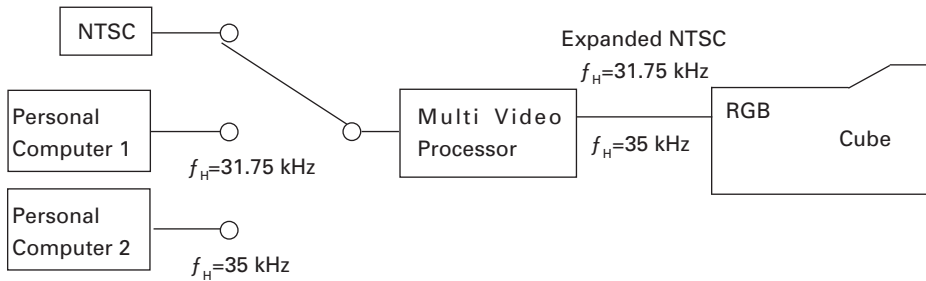 NTSC
Personal
Computer 1
fH=31.75 kHz
Personal
Computer 2
fH=35 kHz
Multi Video
Processor
Expanded NTSC
fH=31.75 kHz
fH=35 kHz
RGB
Cube